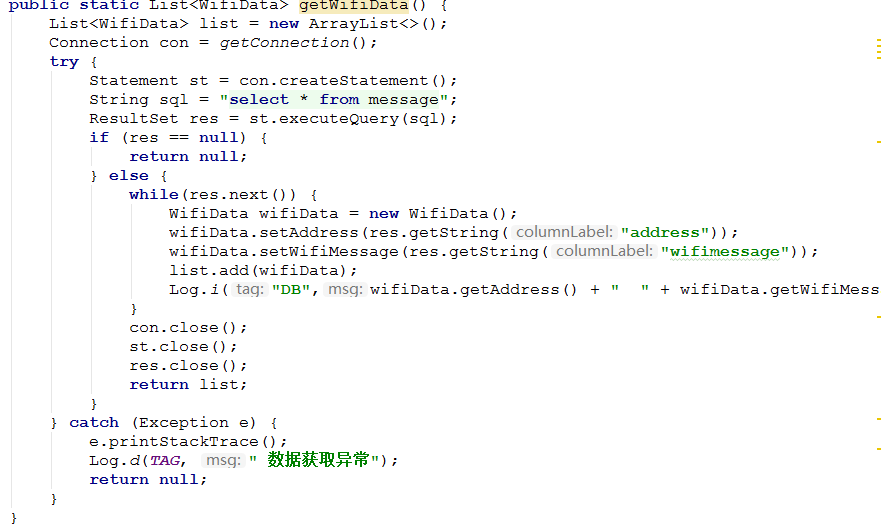 public static List<WifiData> getWifiData() {
List<WifiData> list = new ArrayList<>();
Connection con = getConnection();
try {
Statement st = con.createStatement();
String sql = "select * from message";
ResultSet res = st.executeQuery(sql);
if (res == null) {
return null;
} else {
while(res.next()) {
WifiData wifiData = new WifiData();
wifiData.setAddress(res.getString( columnLabel: "address"));
wifiData.setWifiMessage(res.getString( columnLabel: "wifimessage"));
list.add(wifiData);
Log.i( tag: "DB", msg: wifiData.getAddress() + "  " + wifiData.getWifiMess
}
con.close();
st.close();
res.close();
return list;
}
} catch (Exception e) {
e.printStackTrace();
Log.d(TAG, msg: " 数据获取异常");
return null;
}
}